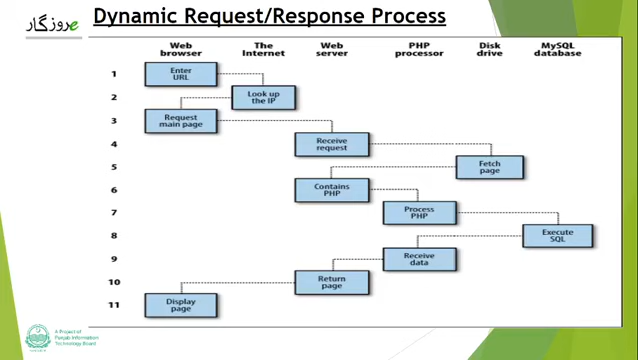 eروزگار
Dynamic Request/Response Process
Web browser
The Internet
Web server
PHP processor
Disk drive
MySQL database
1
Enter
URL
2
Look up
the IP
3
Request
main page
4
Receive
request
5
Fetch
page
6
Contains
PHP
7
Process
PHP
8
Execute
SQL
9
Receive
data
10
Return
page
11
Display
page
A Project of
Punjab Information
Technology Board